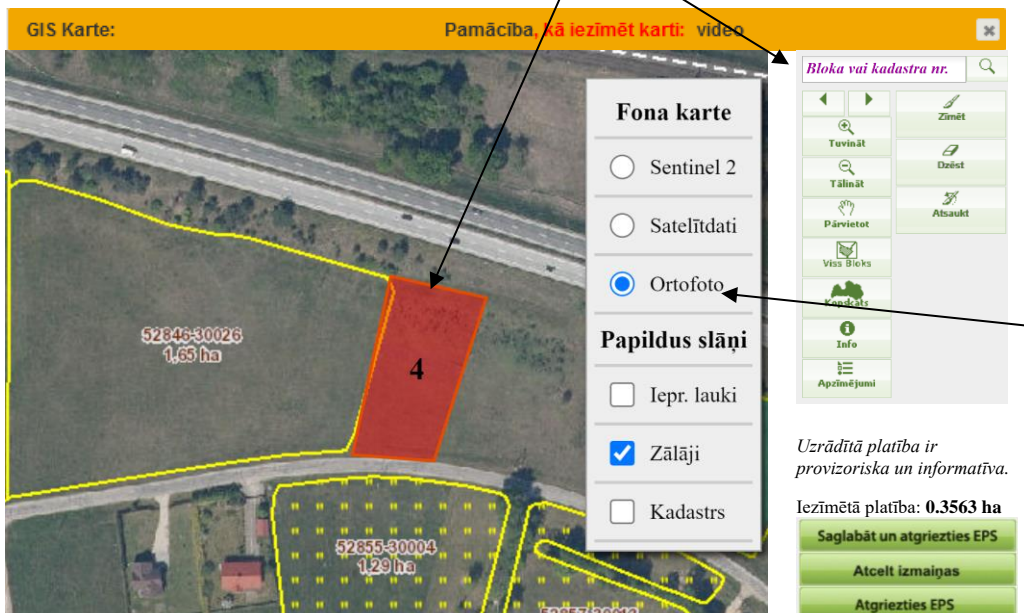 GIS Karte:
Pamācība, kā iezīmēt karti: video
52846-30026
1,65 ha
4
52855-30004
1,29 ha
Fona karte
Sentinel 2
Satelītdati
Ortofoto
Papildus slāņi
Iepr. lauki
Zālāji
Kadastrs
Bloka vai kadastra nr.
Tuvināt
Tālināt
Pārvietot
Viss Bloks
Kopskats
Info
Apzīmējumi
Zīmēt
Dzēst
Atsaukt
Uzrādītā platība ir
provizoriska un informatīva.
Iezīmētā platība: 0.3563 ha
Saglabāt un atgriezties EPS
Atcelt izmaiņas
Atgriezties EPS